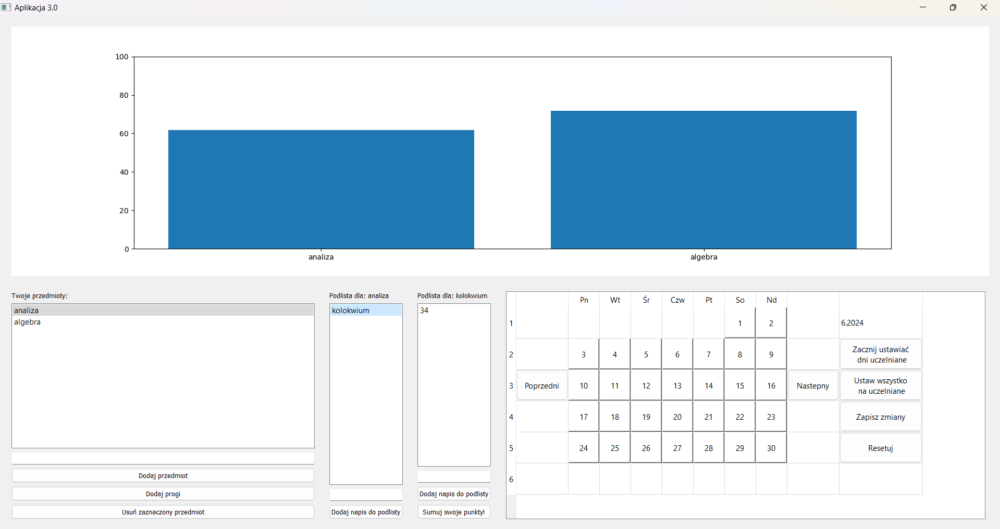 Aplikacja 3.0
100
80
60
40
20
0
analiza
algebra
Twoje przedmioty:
analiza
algebra
Dodaj przedmiot
Dodaj progi
Usuń zaznaczony przedmiot
Podlista dla: analiza
kolokwium
Dodaj napis do podlisty
Podlista dla: kolokwium
34
Dodaj napis do podlisty
Sumuj swoje punkty!
Pn Wt Śr Czw Pt So Nd
1 1 2 6.2024
2 3 4 5 6 7 8 9 Zacznij ustawiać
dni uczelniane
3 Poprzedni 10 11 12 13 14 15 16 Nastepny Ustaw wszystko
na uczelniane
4 17 18 19 20 21 22 23 Zapisz zmiany
5 24 25 26 27 28 29 30 Resetuj
6